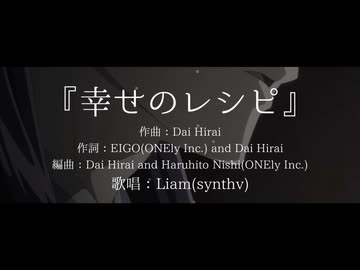 『幸せのレシピ』
作曲：Dai Hirai
作詞：EIGO(ONEly Inc.) and Dai Hirai
編曲：Dai Hirai and Haruhito Nishi(ONEly Inc.)
歌唱：Liam(synthv)